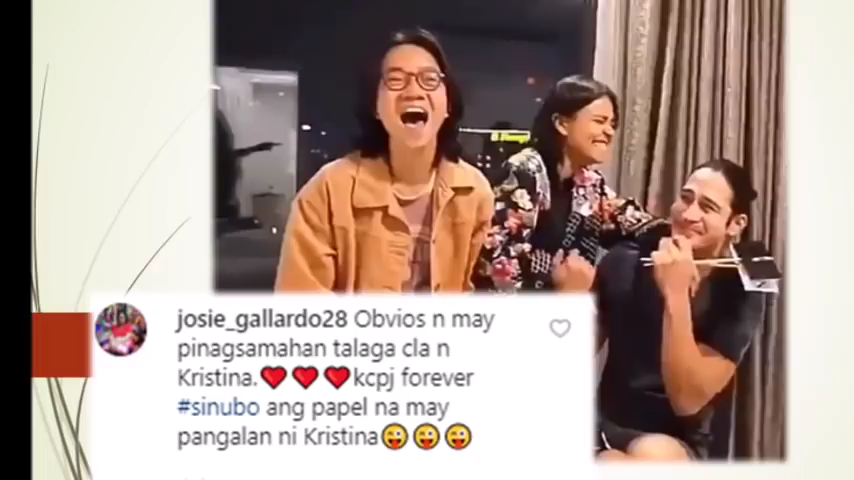 josie_gallardo28 Obvios n may
pinagsamahan talaga cla n
Kristina.❤️❤️❤️kcpj forever
#sinubo ang papel na may
pangalan ni Kristina😜😜😜